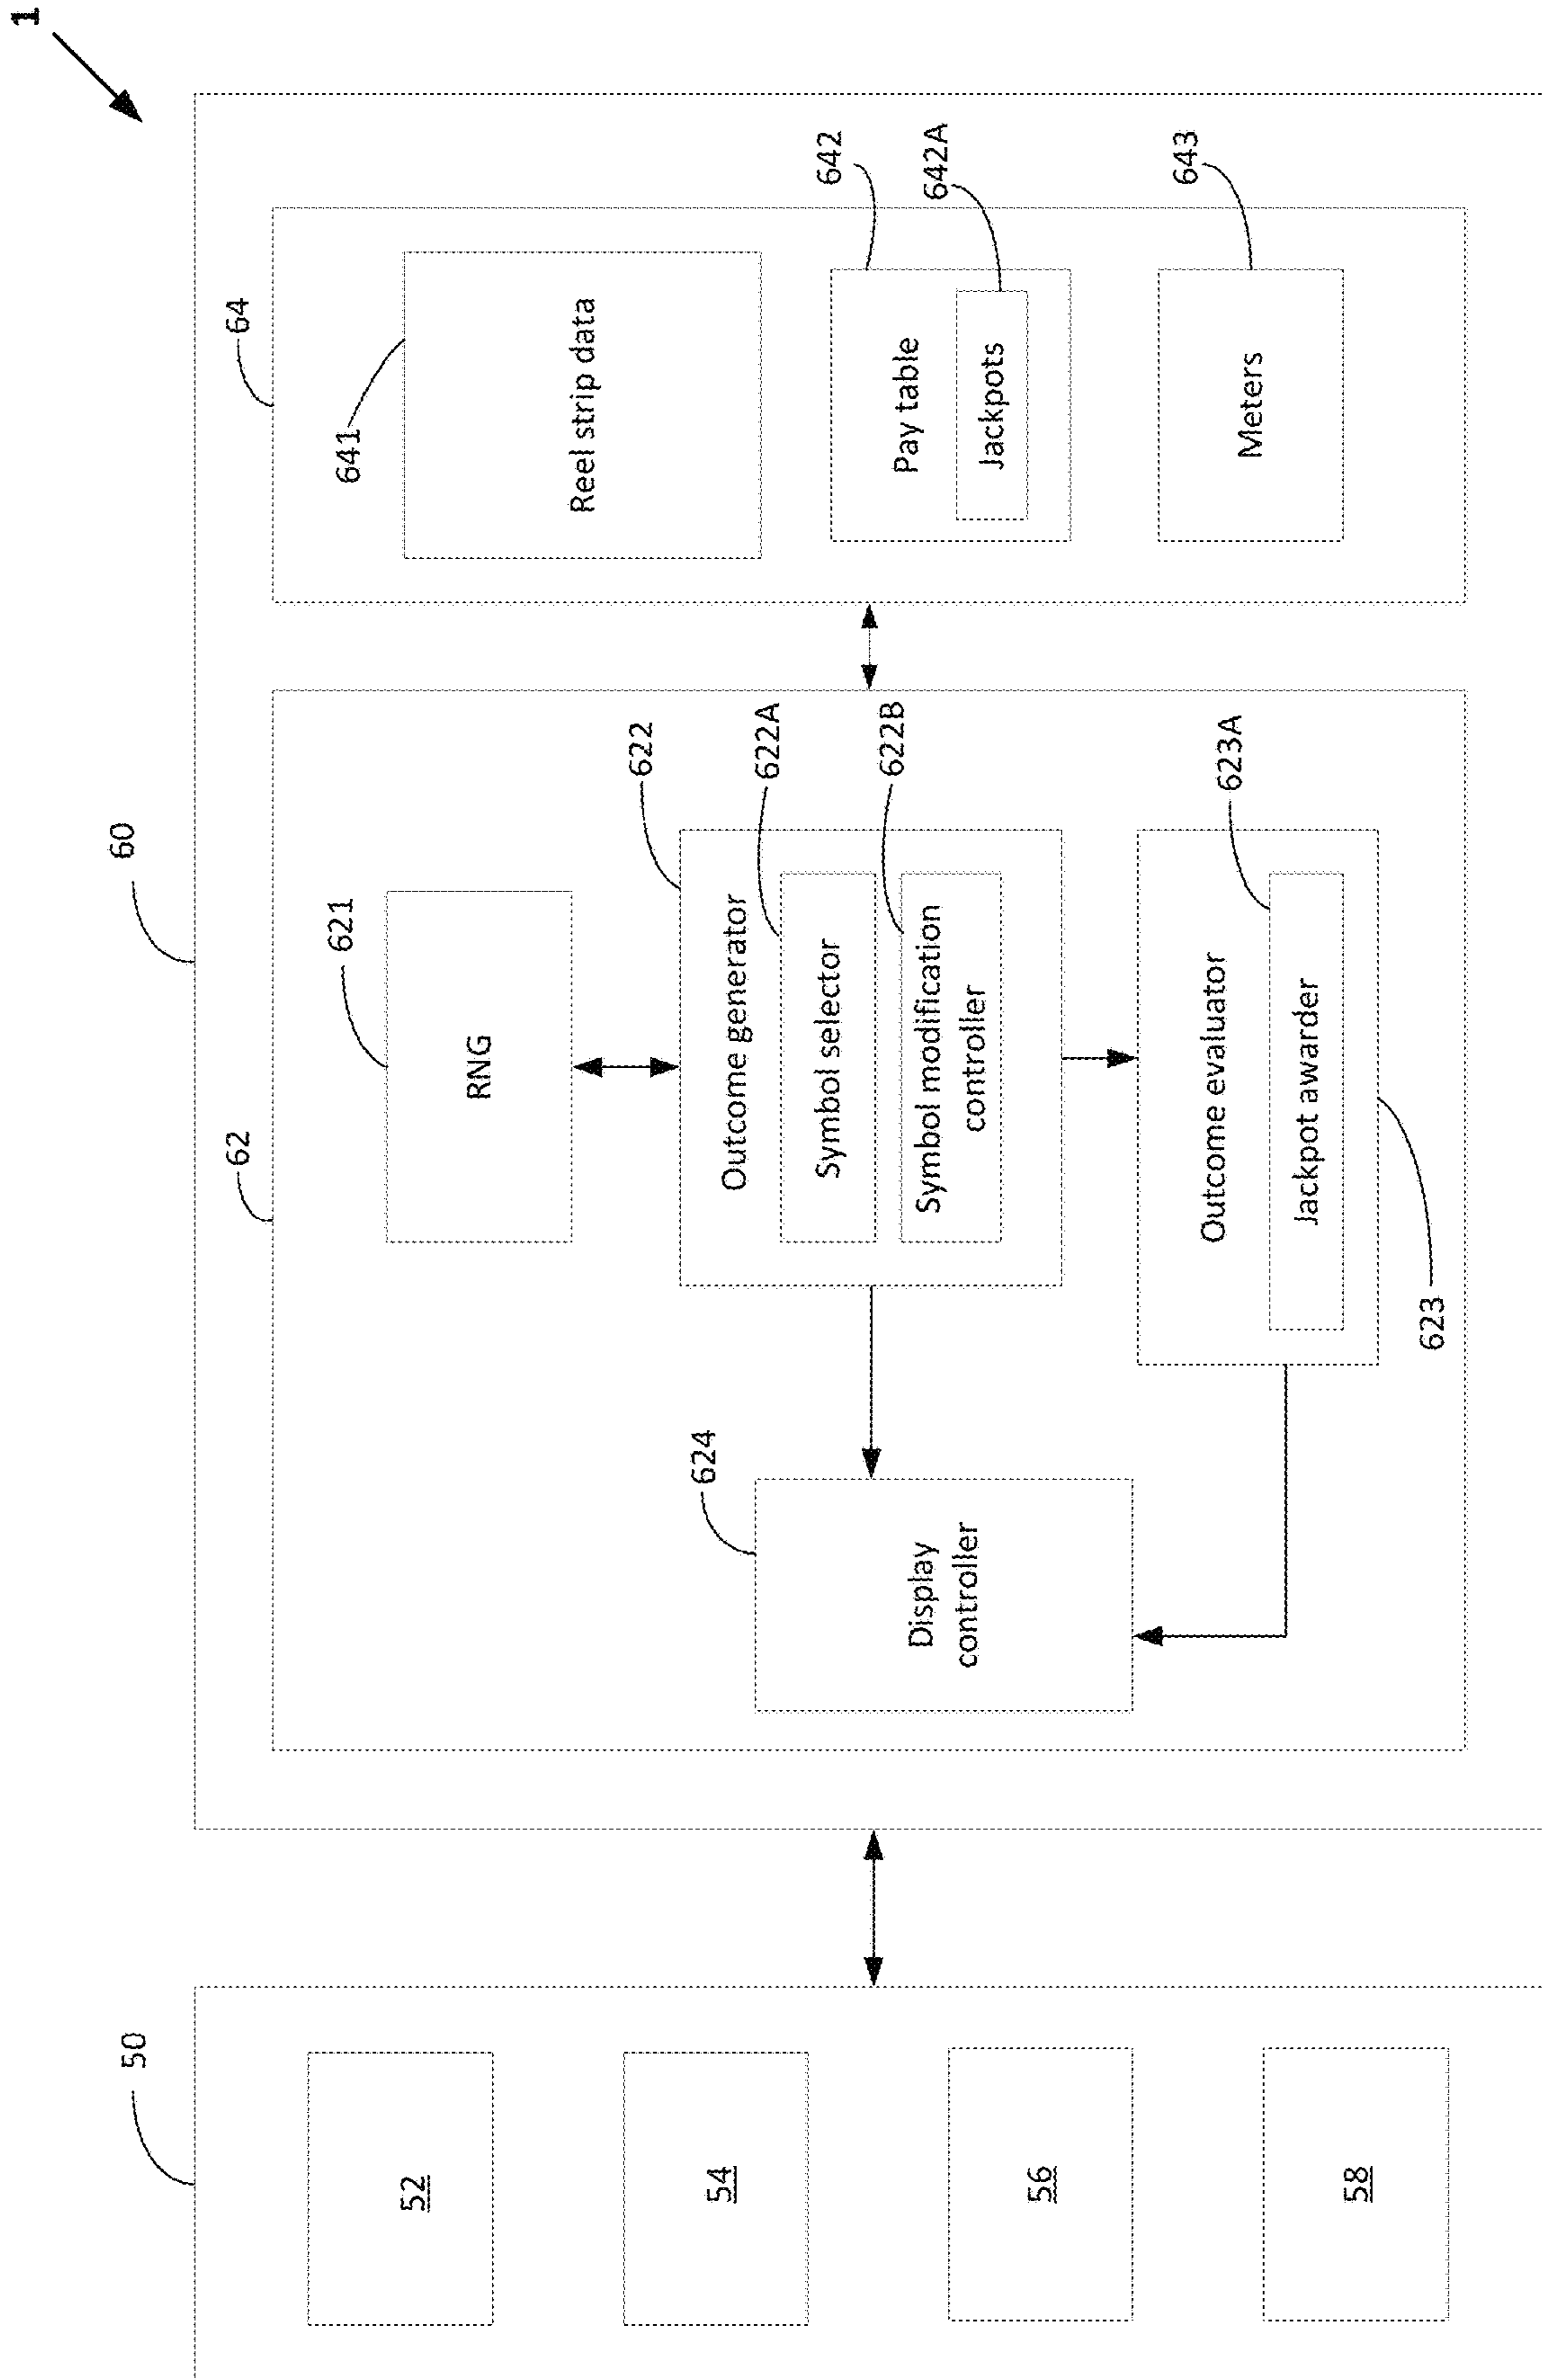 1
60
50
62
64
621
641
RNG
Reel strip data
52
624
622
642
Outcome generator
622A
Symbol selector
Pay table
642A
Jackpots
54
Display
controller
Symbol modification
controller
622B
56
Outcome evaluator
623A
Jackpot awarder
643
Meters
58
623